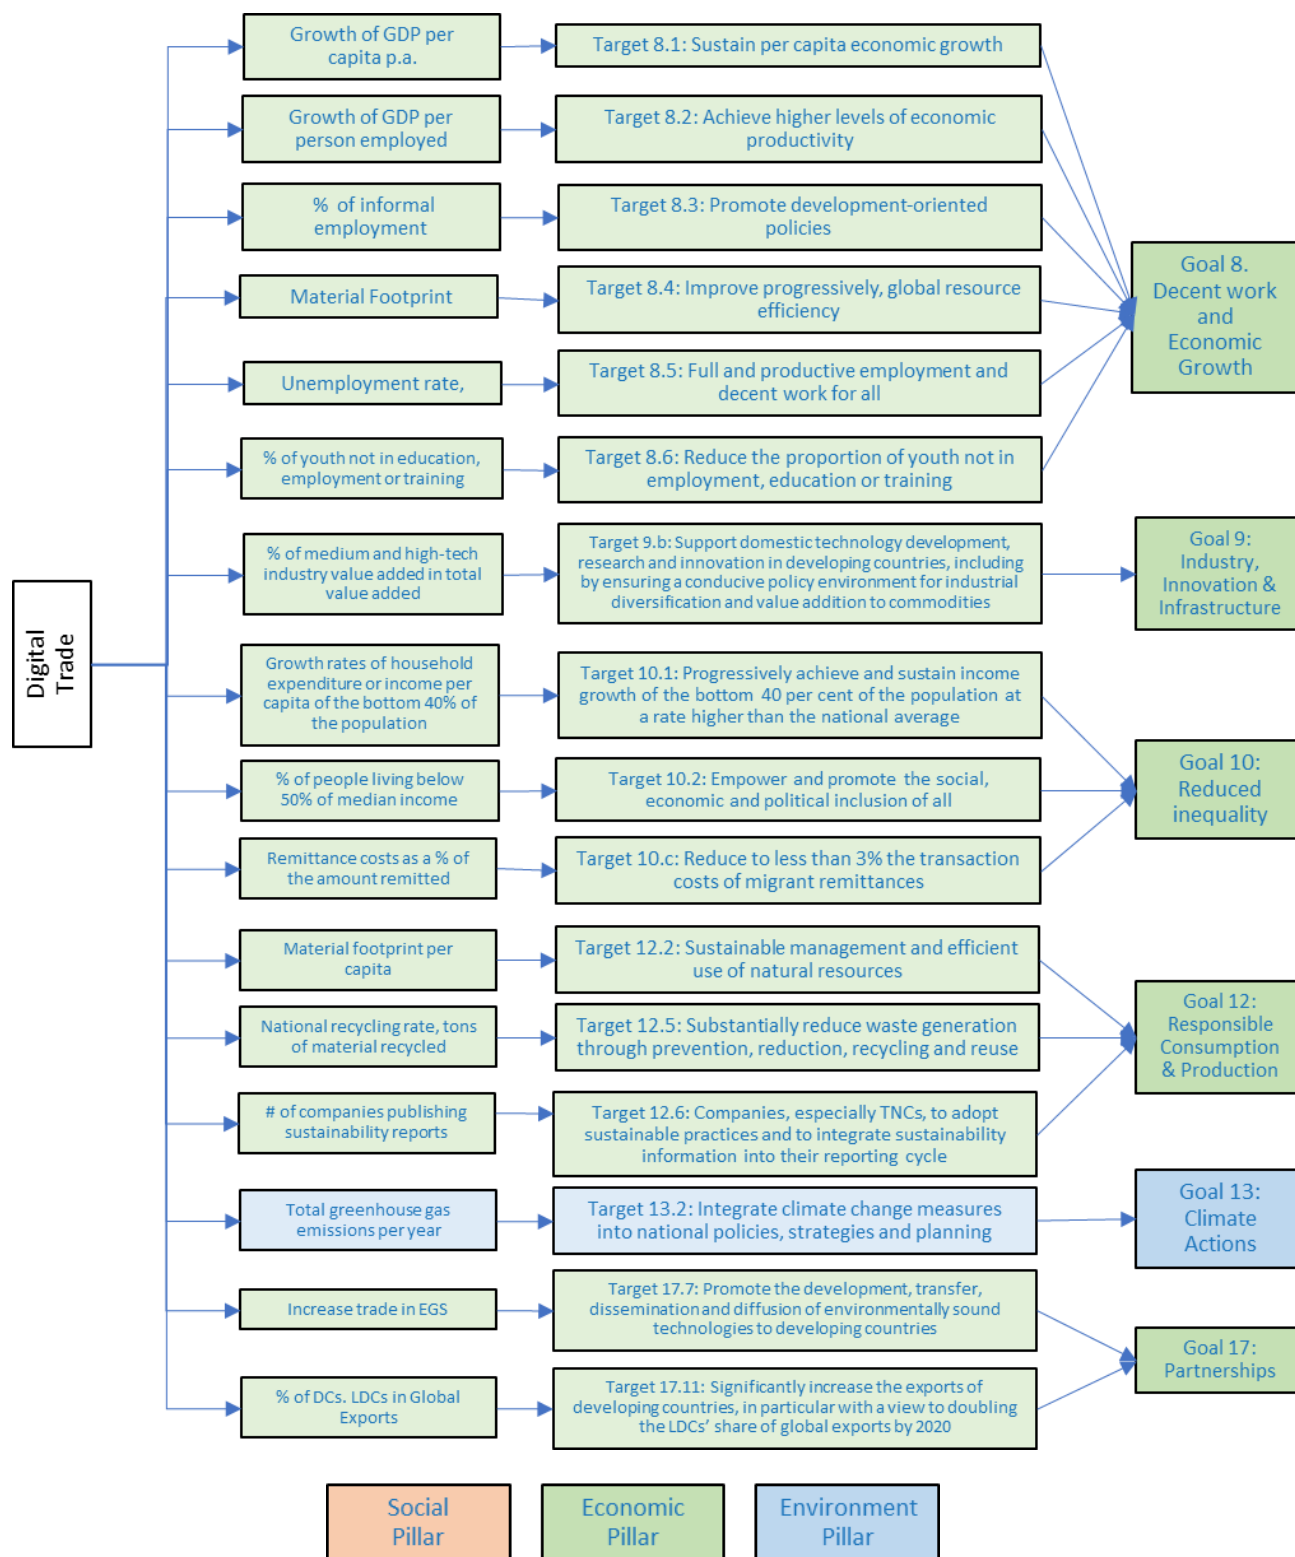 Digital
Trade
Growth of GDP per
capita p.a.
Target 8.1: Sustain per capita economic growth
Growth of GDP per
person employed
Target 8.2: Achieve higher levels of economic
productivity
% of informal
employment
Target 8.3: Promote development-oriented
policies
Material Footprint
Target 8.4: Improve progressively, global resource
efficiency
Unemployment rate,
Target 8.5: Full and productive employment and
decent work for all
% of youth not in education,
employment or training
Target 8.6: Reduce the proportion of youth not in
employment, education or training
Goal 8.
Decent work
and
Economic
Growth
% of medium and high-tech
industry value added in total
value added
Target 9.b: Support domestic technology development,
research and innovation in developing countries, including
by ensuring a conducive policy environment for industrial
diversification and value addition to commodities
Goal 9:
Industry,
Innovation &
Infrastructure
Growth rates of household
expenditure or income per
capita of the bottom 40% of
the population
Target 10.1: Progressively achieve and sustain income
growth of the bottom 40 per cent of the population at
a rate higher than the national average
% of people living below
50% of median income
Target 10.2: Empower and promote the social,
economic and political inclusion of all
Remittance costs as a % of
the amount remitted
Target 10.c: Reduce to less than 3% the transaction
costs of migrant remittances
Goal 10:
Reduced
inequality
Material footprint per
capita
Target 12.2: Sustainable management and efficient
use of natural resources
National recycling rate, tons
of material recycled
Target 12.5: Substantially reduce waste generation
through prevention, reduction, recycling and reuse
# of companies publishing
sustainability reports
Target 12.6: Companies, especially TNCs, to adopt
sustainable practices and to integrate sustainability
information into their reporting cycle
Goal 12:
Responsible
Consumption
& Production
Total greenhouse gas
emissions per year
Target 13.2: Integrate climate change measures
into national policies, strategies and planning
Goal 13:
Climate
Actions
Increase trade in EGS
Target 17.7: Promote the development, transfer,
dissemination and diffusion of environmentally sound
technologies to developing countries
% of DCs. LDCs in Global
Exports
Target 17.11: Significantly increase the exports of
developing countries, in particular with a view to doubling
the LDCs' share of global exports by 2020
Goal 17:
Partnerships
Social
Pillar
Economic
Pillar
Environment
Pillar